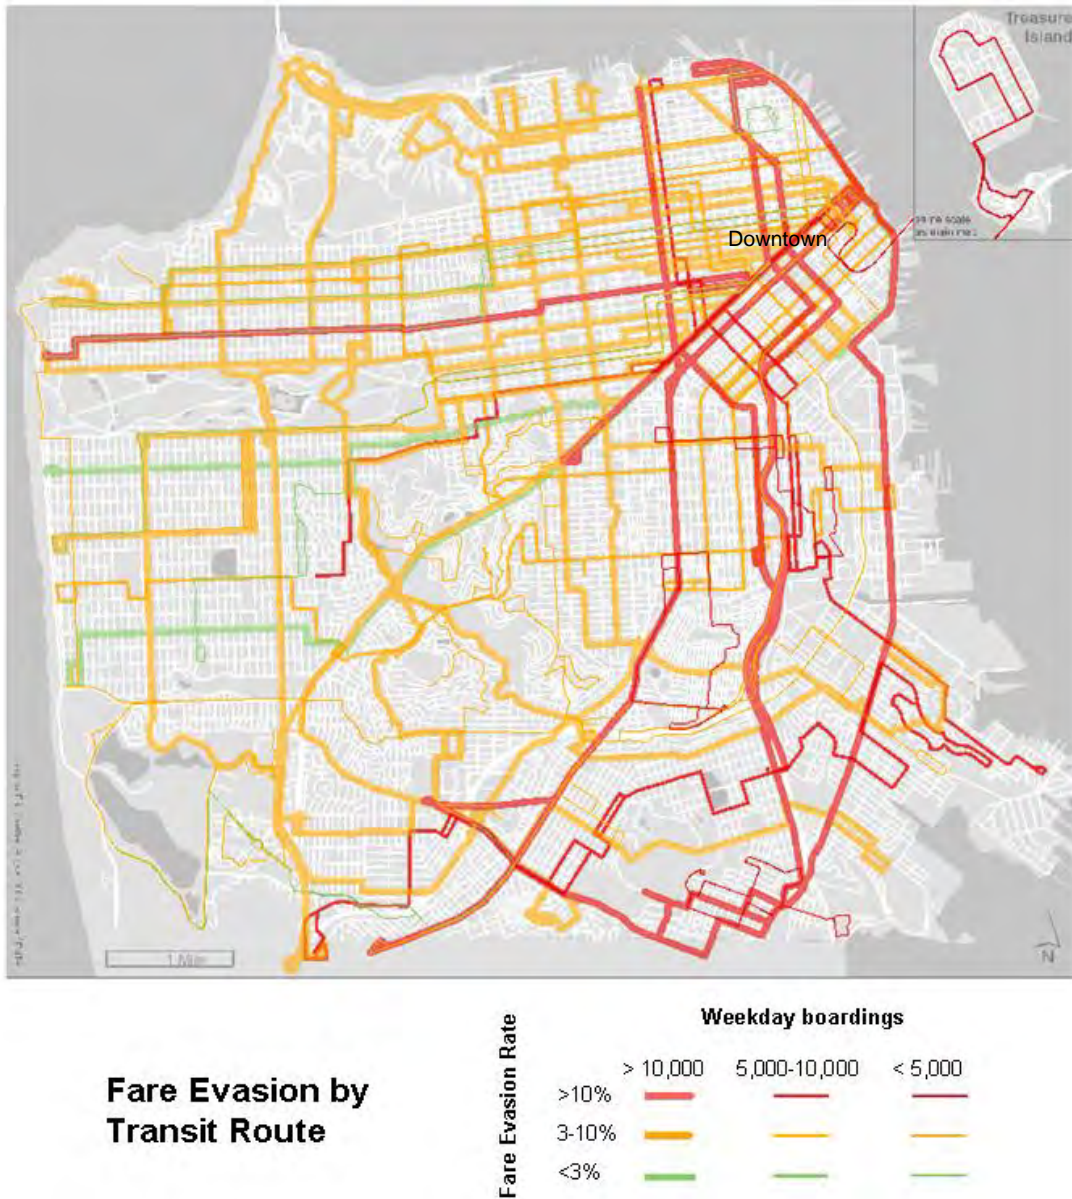 Treasure
Island
Downtown
1 Mile
N
Fare Evasion by
Transit Route
Fare Evasion Rate
Weekday boardings
> 10,000 5,000-10,000 < 5,000
>10%
3-10%
<3%